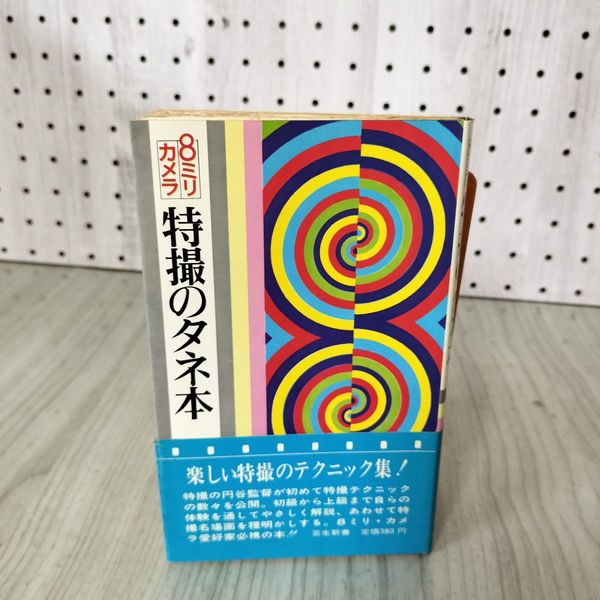 8ミリ
カメラ
特撮のタネ本
楽しい特撮のテクニック集！
特撮の円谷監督が初めて特撮テクニック
の数々を公開。初級から上級まで自らの
体験を通してやさしく解説、あわせて特
撮名場面を種明かしする。8ミリ・カメ
ラ愛好家必携の本!! 芸生新書 定価380円